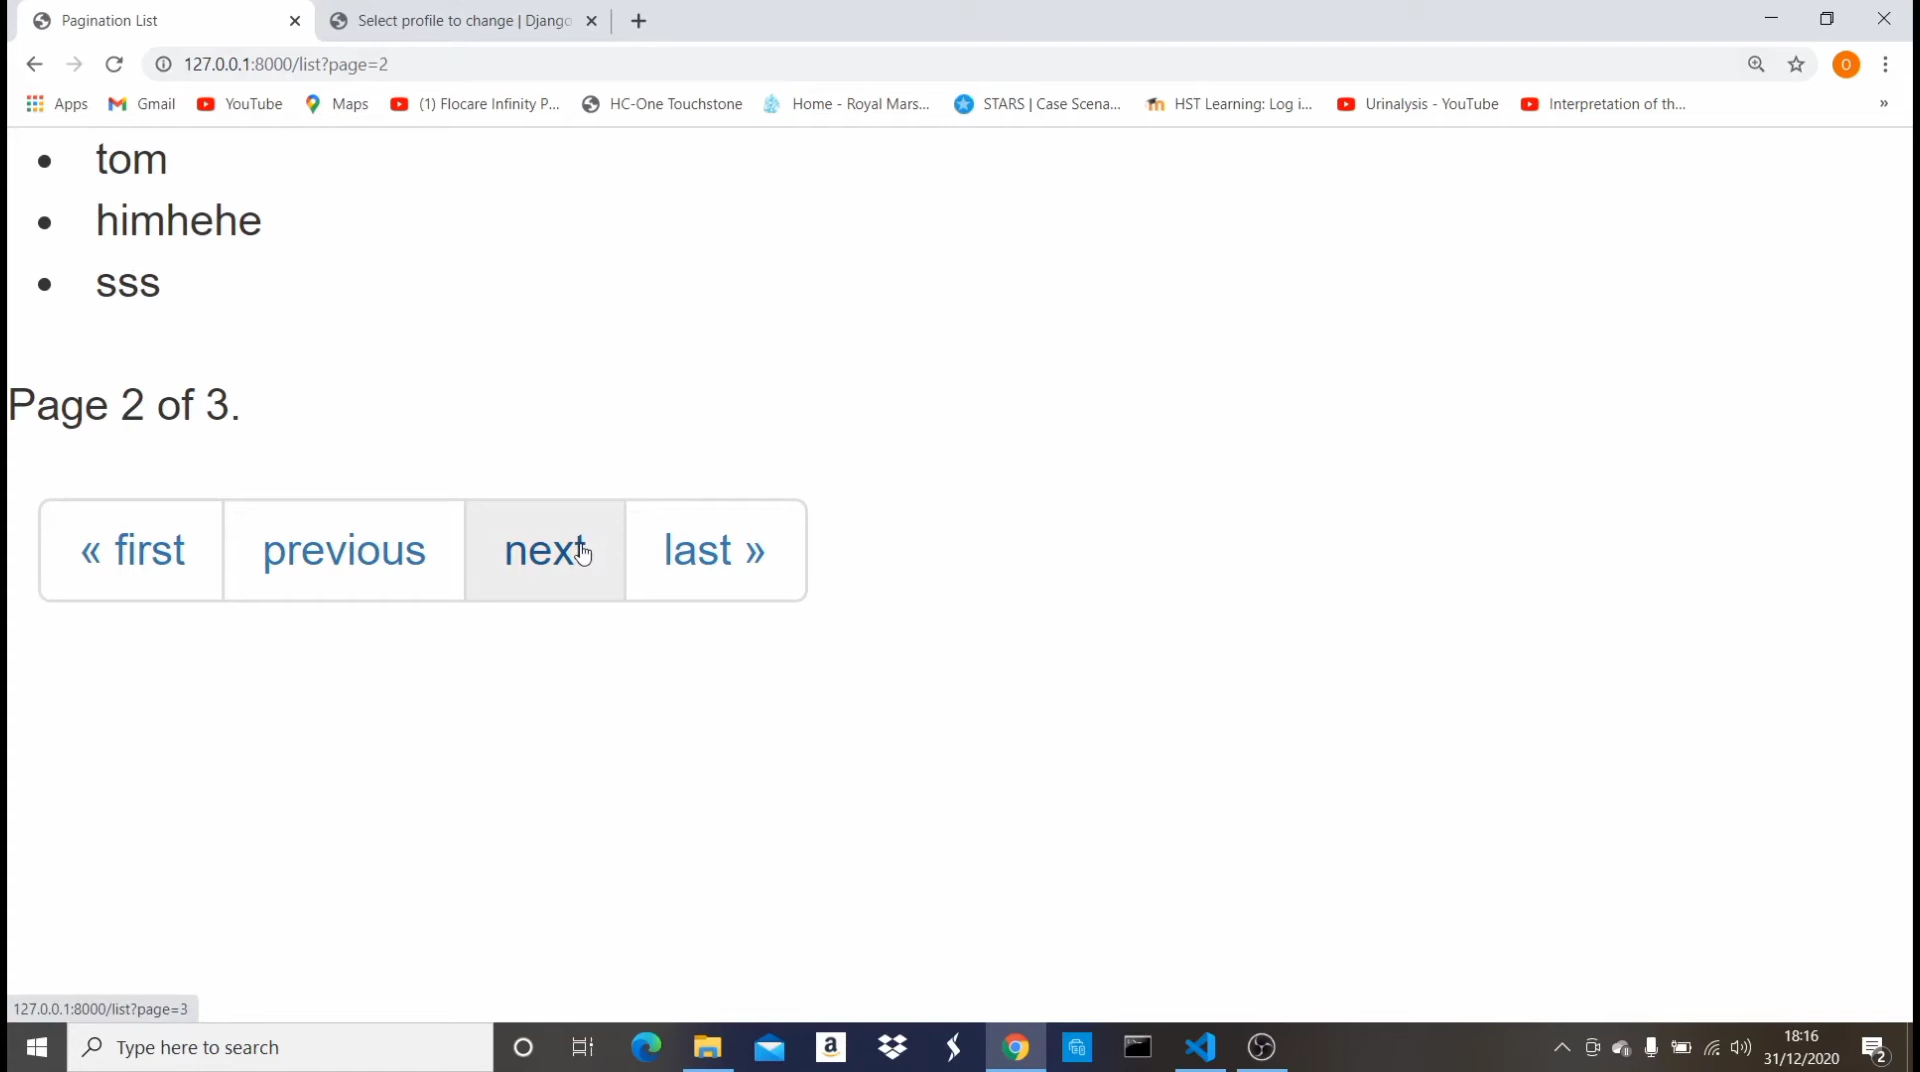 Pagination List
Select profile to change | Django
127.0.0.1:8000/list?page=2
O
Apps Gmail YouTube Maps (1) Flocare Infinity P... HC-One Touchstone Home - Royal Mars... STARS | Case Scena... HST Learning: Log i... Urinalysis - YouTube Interpretation of th... »
• tom
• himhehe
• sss
Page 2 of 3.
« first previous next last »
127.0.0.1:8000/list?page=3
Type here to search
a
18:16
31/12/2020
2